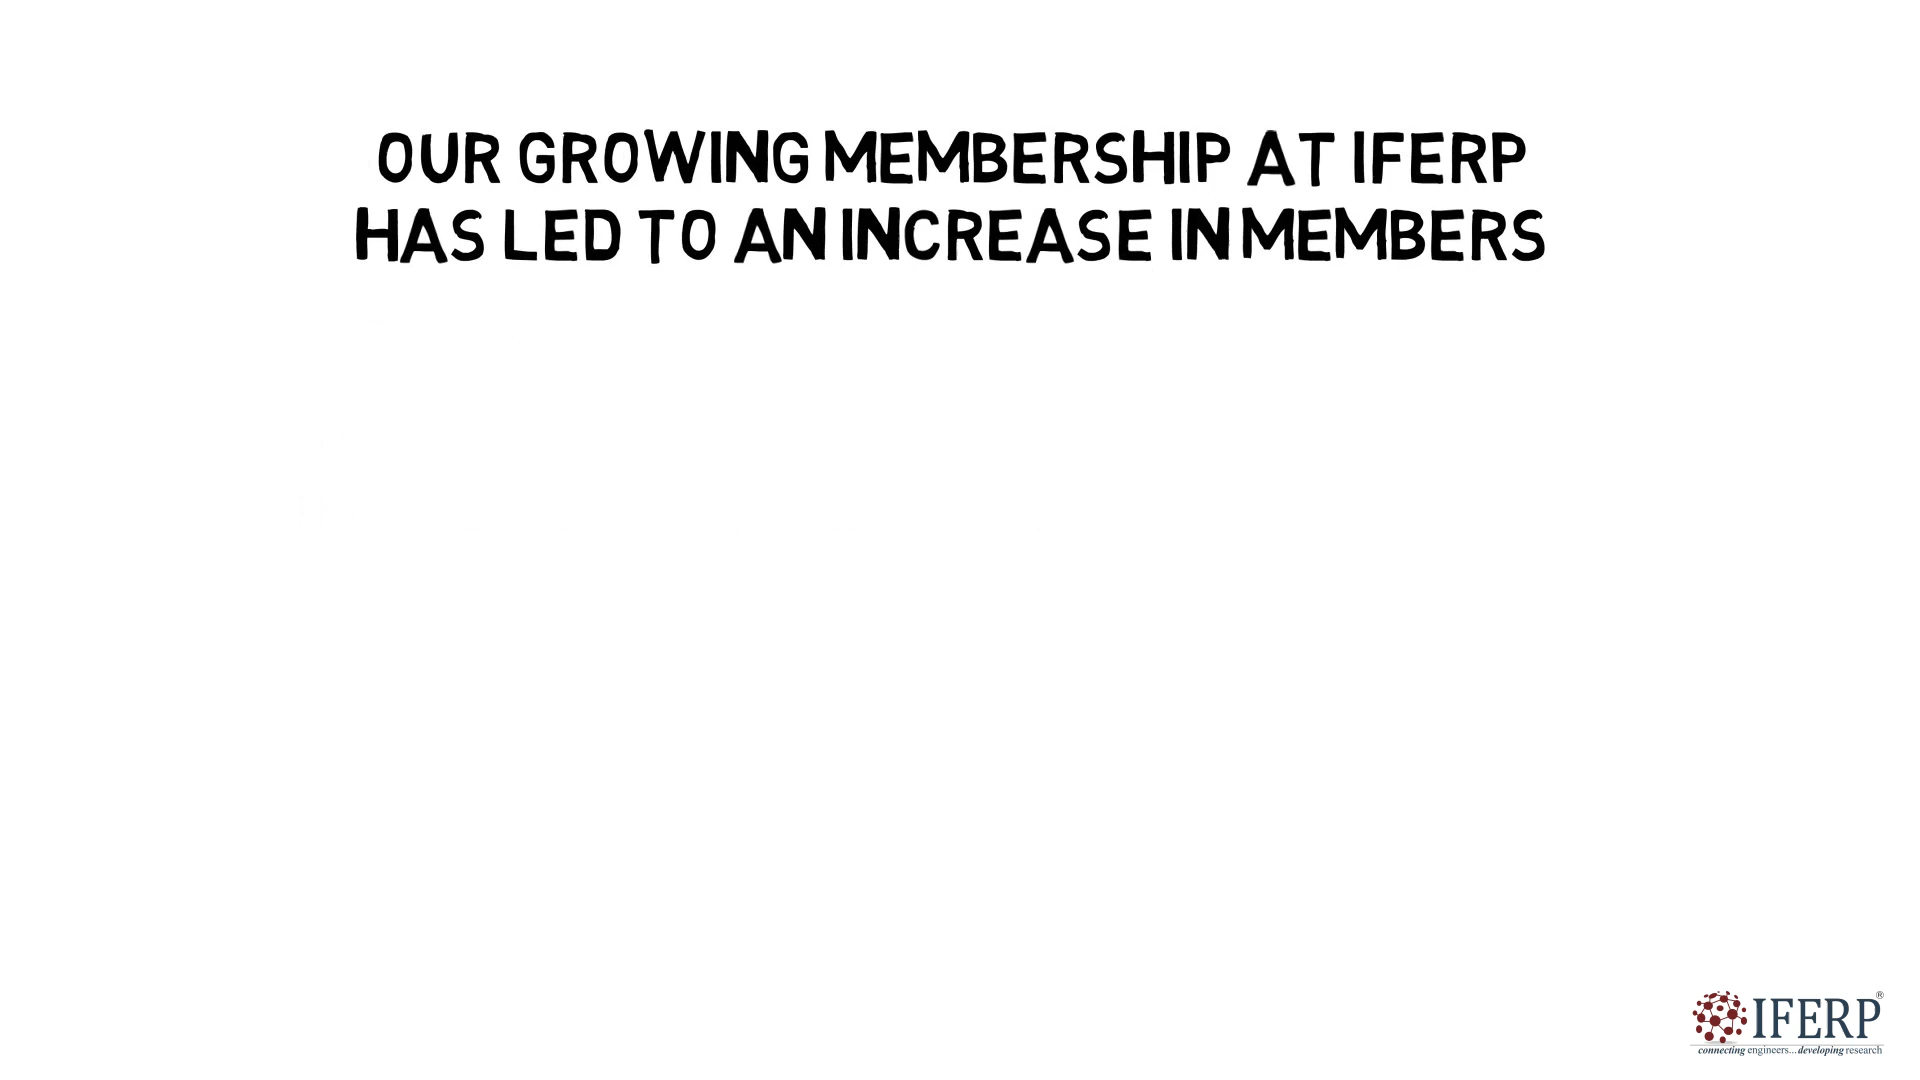 OUR GROWING MEMBERSHIP AT IFERP
HAS LED TO AN INCREASE IN MEMBERS
IFERP®
connecting engineers...developing research